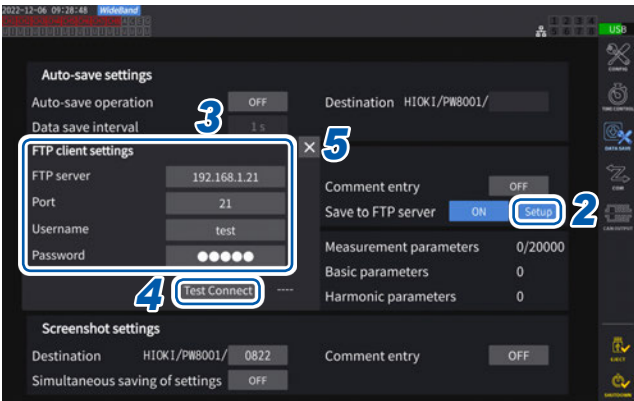 2022-12-06 09:28:48 WideBand
USB
Auto-save settings
Auto-save operation OFF Destination HIOKI/PW8001/
Data save interval 1 s
3
5
FTP client settings
FTP server 192.168.1.21
Port 21
Username test
Password ●●●●●
4 Test Connect ----
Comment entry OFF
Save to FTP server ON Setup 2
Measurement parameters 0/20000
Basic parameters 0
Harmonic parameters 0
Screenshot settings
Destination HIOKI/PW8001/ 0822 Comment entry OFF
Simultaneous saving of settings OFF
CONFIG
TIME CONTROL
DATA SAVE
COM
CAN OUTPUT
EJECT
SHUTDOWN